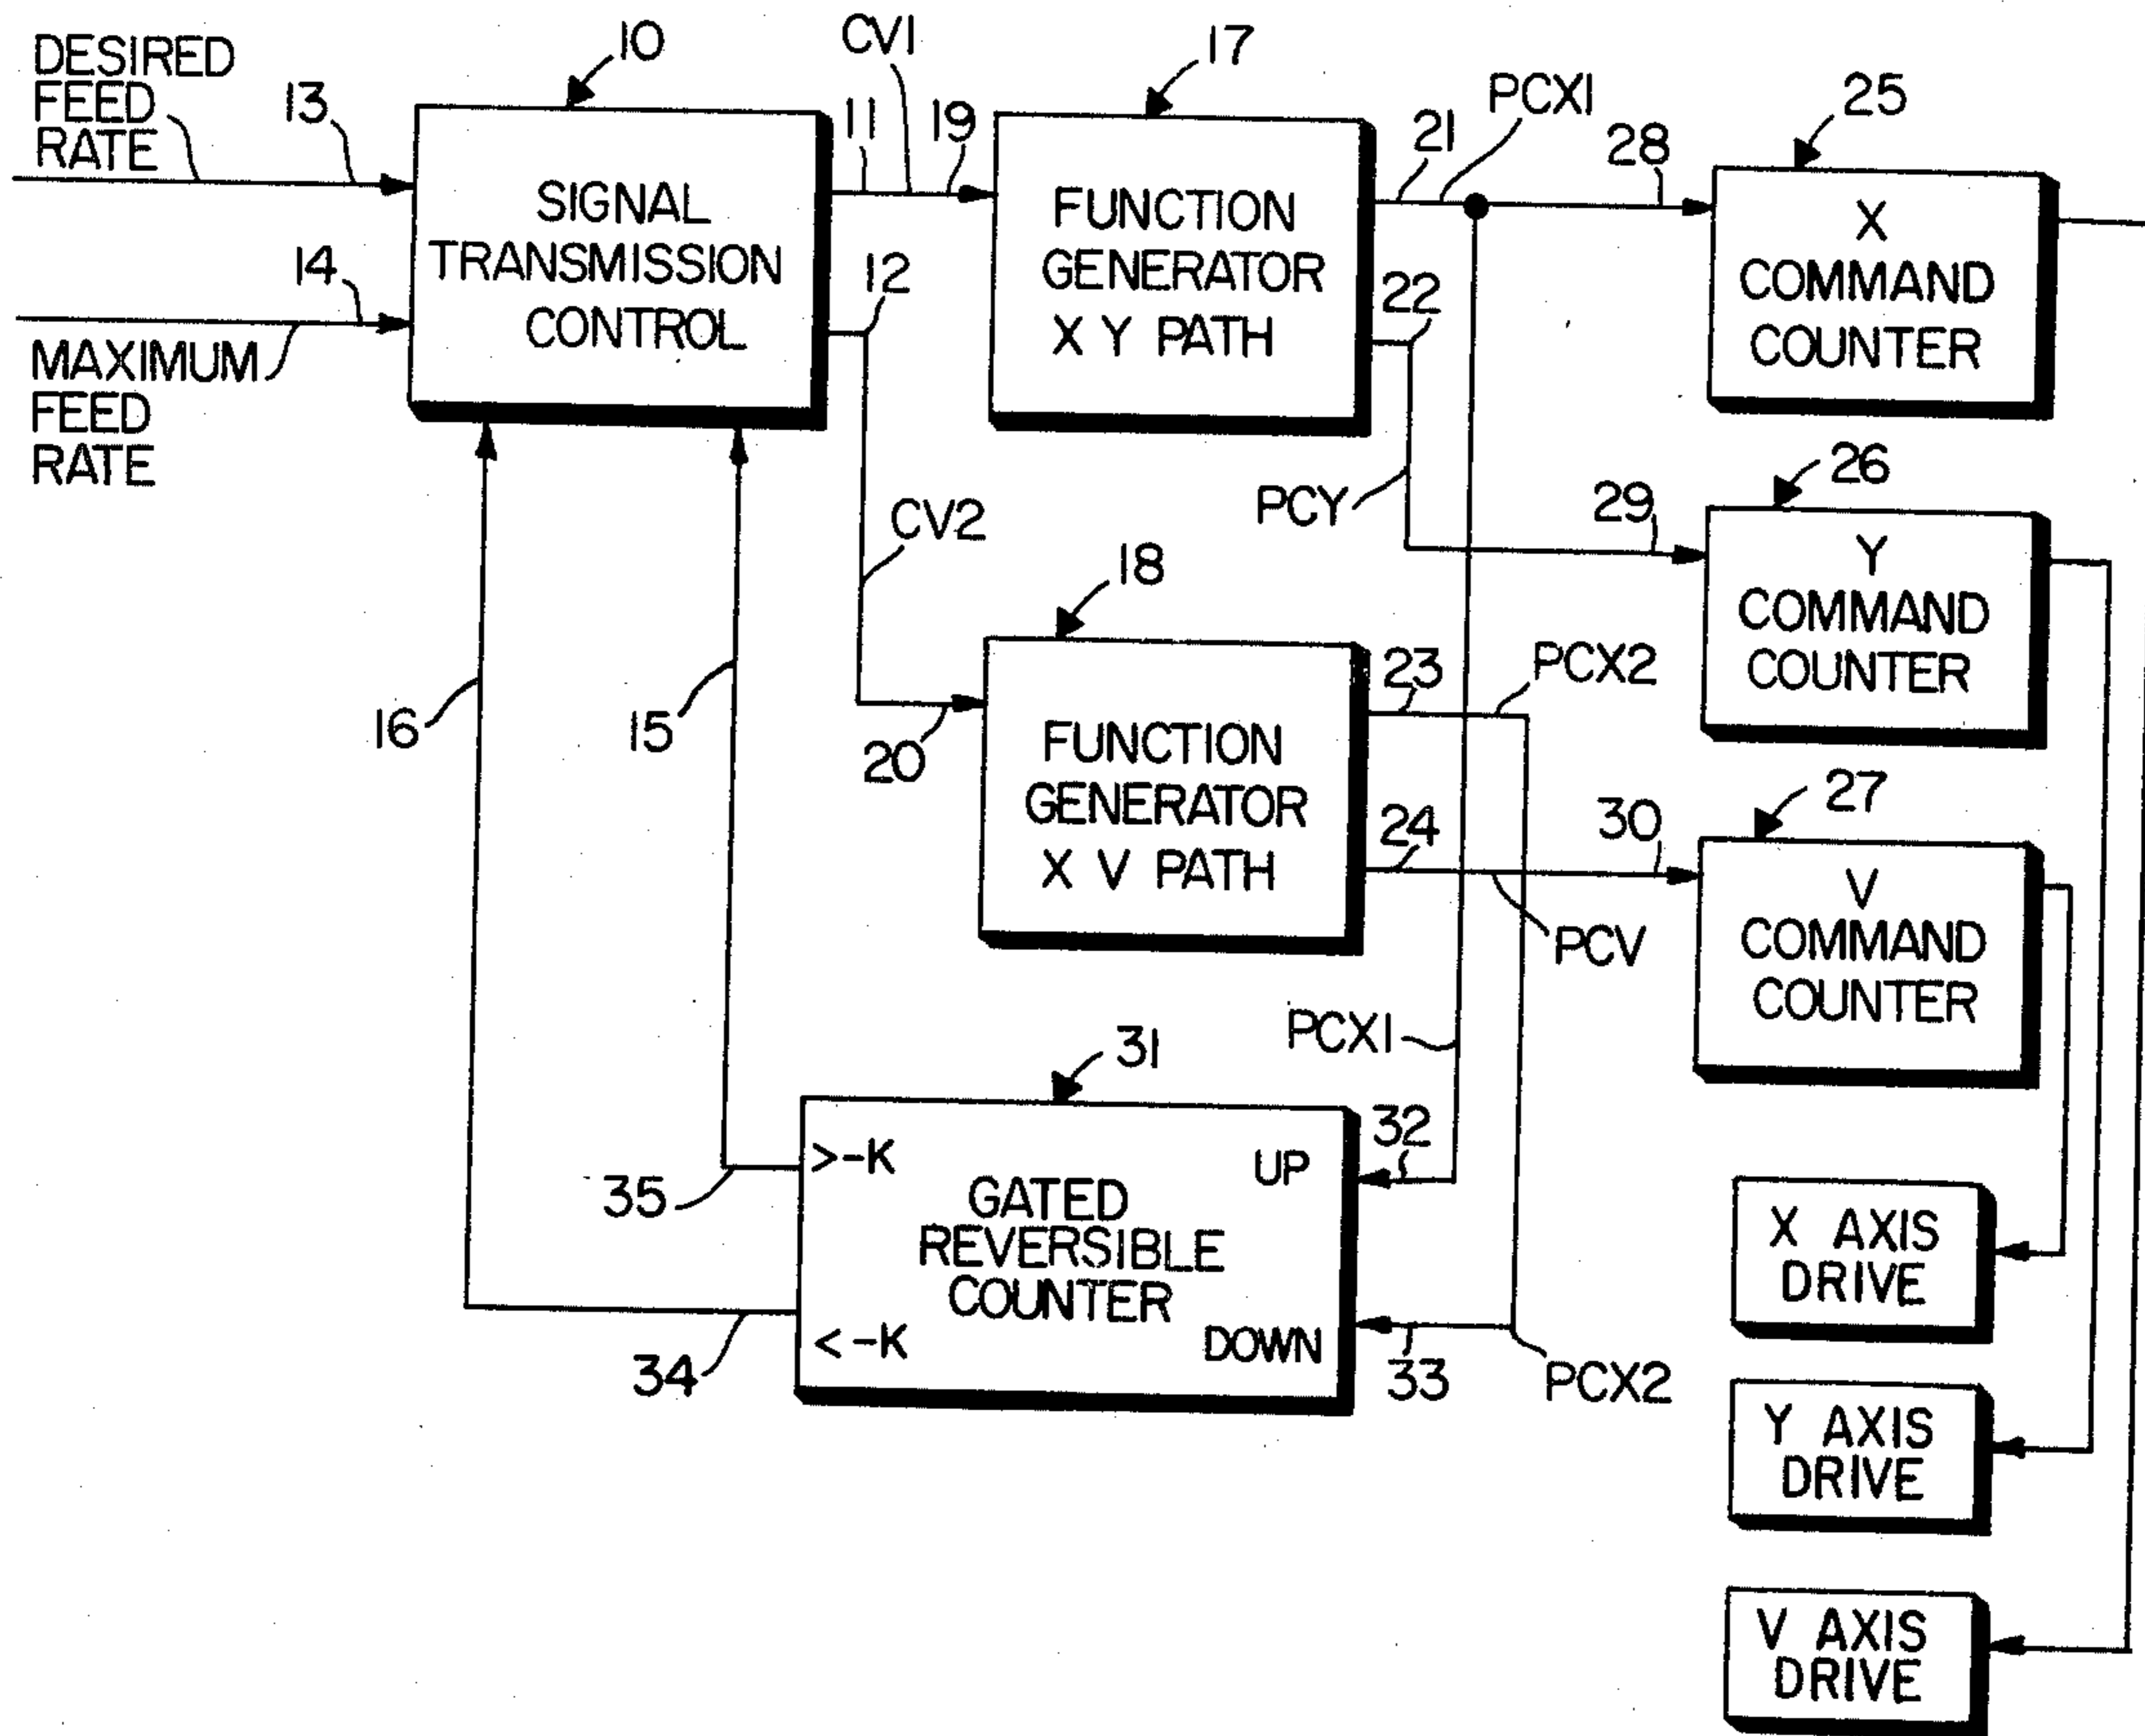 DESIRED
FEED
RATE
13
10
CV1
11
19
17
21
PCX1
28
25
14
MAXIMUM
FEED
RATE
SIGNAL
TRANSMISSION
CONTROL
12
FUNCTION
GENERATOR
X Y PATH
22
X
COMMAND
COUNTER
PCY
29
26
CV2
18
Y
COMMAND
COUNTER
16
15
20
FUNCTION
GENERATOR
X V PATH
23
PCX2
24
30
27
PCV
V
COMMAND
COUNTER
PCX1
31
>-K
UP
32
35
GATED
REVERSIBLE
COUNTER
34
<-K
DOWN
33
PCX2
X AXIS
DRIVE
Y AXIS
DRIVE
V AXIS
DRIVE